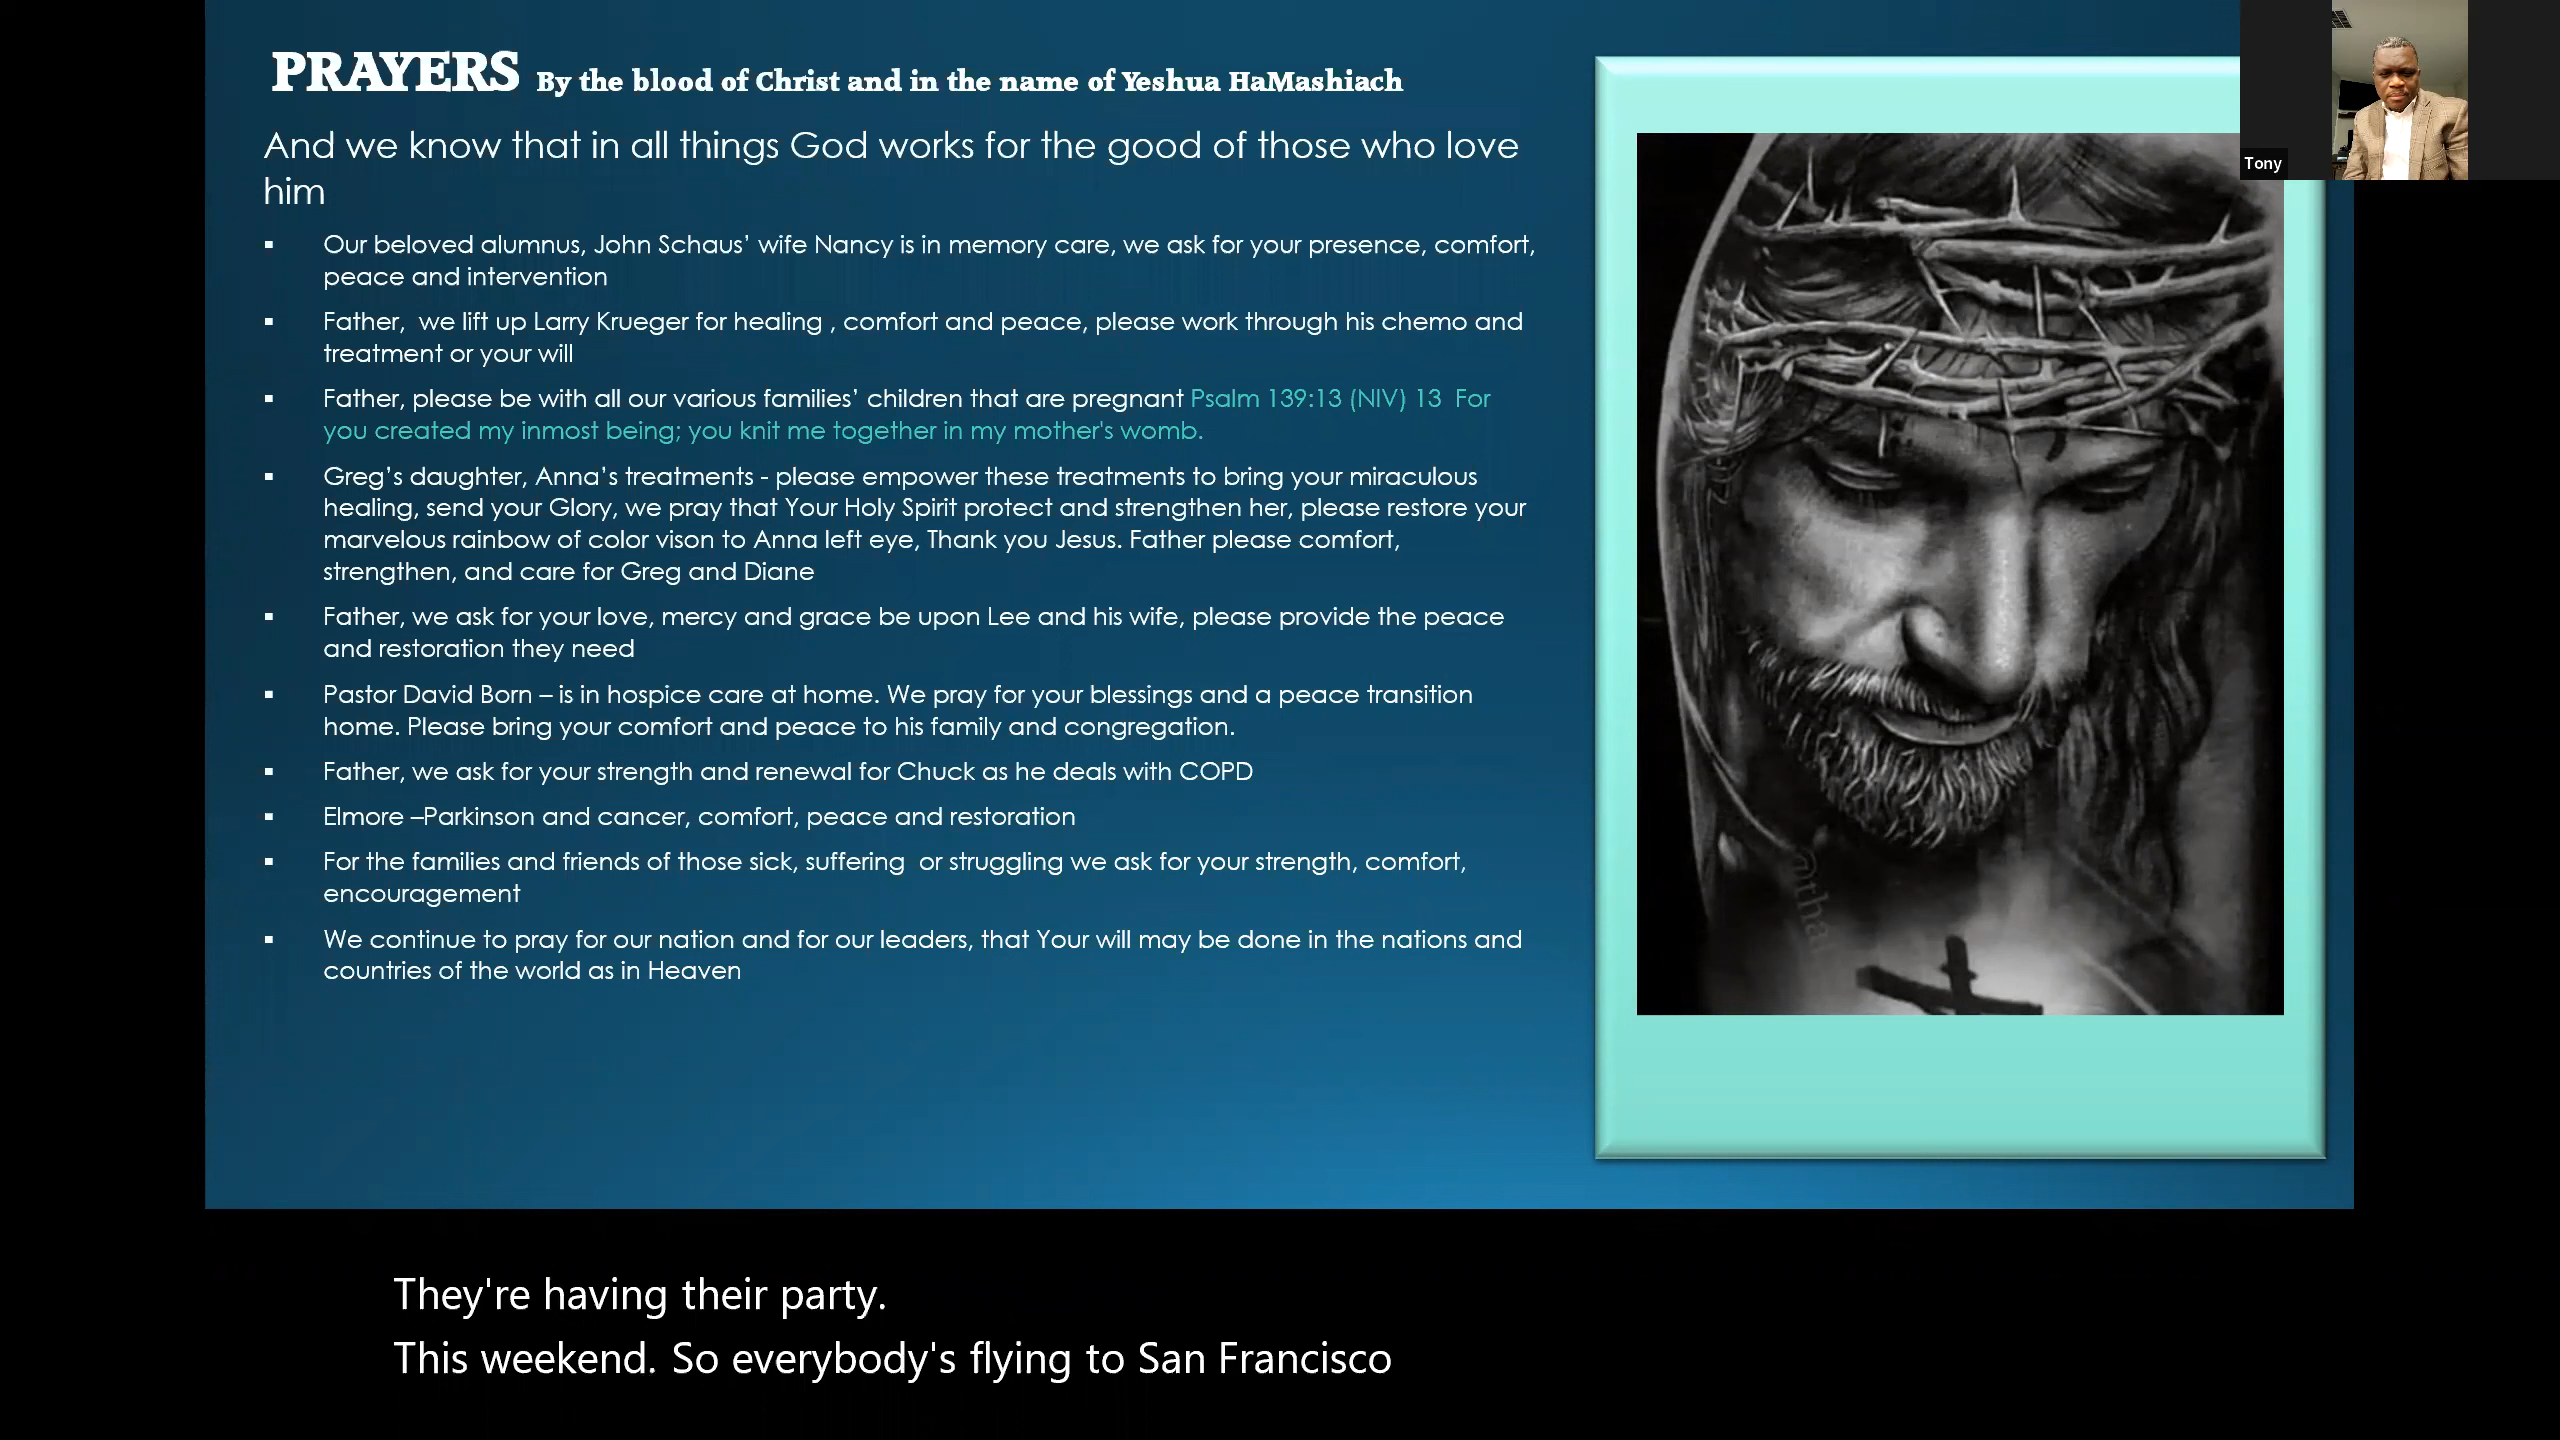 PRAYERS By the blood of Christ and in the name of Yeshua HaMashiach
And we know that in all things God works for the good of those who love
him
▪ Our beloved alumnus, John Schaus’ wife Nancy is in memory care, we ask for your presence, comfort,
peace and intervention
▪ Father,  we lift up Larry Krueger for healing , comfort and peace, please work through his chemo and
treatment or your will
▪ Father, please be with all our various families’ children that are pregnant Psalm 139:13 (NIV) 13  For
you created my inmost being; you knit me together in my mother's womb.
▪ Greg’s daughter, Anna’s treatments - please empower these treatments to bring your miraculous
healing, send your Glory, we pray that Your Holy Spirit protect and strengthen her, please restore your
marvelous rainbow of color vison to Anna left eye, Thank you Jesus. Father please comfort,
strengthen, and care for Greg and Diane
▪ Father, we ask for your love, mercy and grace be upon Lee and his wife, please provide the peace
and restoration they need
▪ Pastor David Born – is in hospice care at home. We pray for your blessings and a peace transition
home. Please bring your comfort and peace to his family and congregation.
▪ Father, we ask for your strength and renewal for Chuck as he deals with COPD
▪ Elmore –Parkinson and cancer, comfort, peace and restoration
▪ For the families and friends of those sick, suffering  or struggling we ask for your strength, comfort,
encouragement
▪ We continue to pray for our nation and for our leaders, that Your will may be done in the nations and
countries of the world as in Heaven
Tony
They're having their party.
This weekend. So everybody's flying to San Francisco